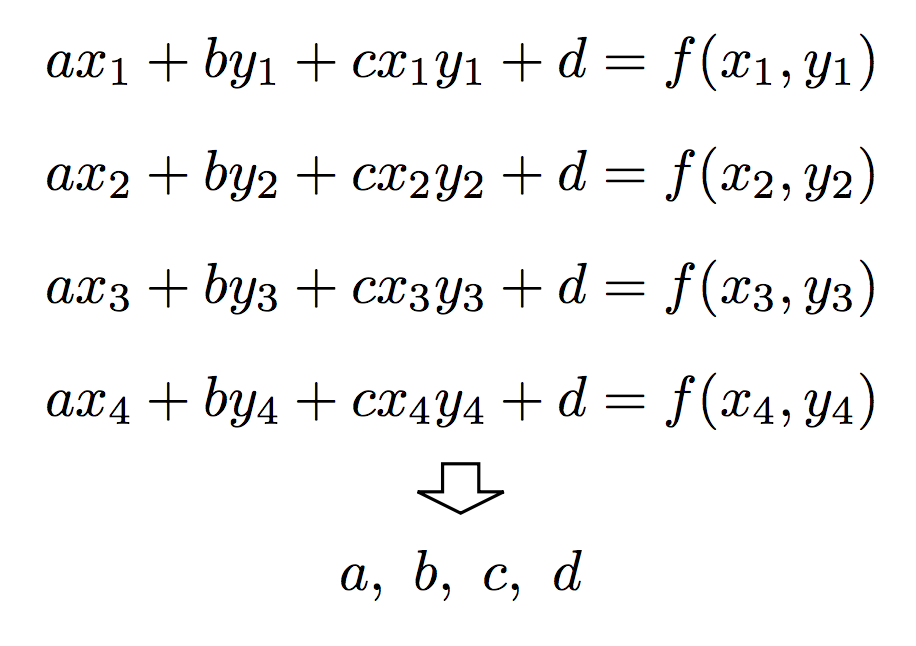 ax₁ + by₁ + cx₁y₁ + d = f(x₁, y₁)
ax₂ + by₂ + cx₂y₂ + d = f(x₂, y₂)
ax₃ + by₃ + cx₃y₃ + d = f(x₃, y₃)
ax₄ + by₄ + cx₄y₄ + d = f(x₄, y₄)
a, b, c, d